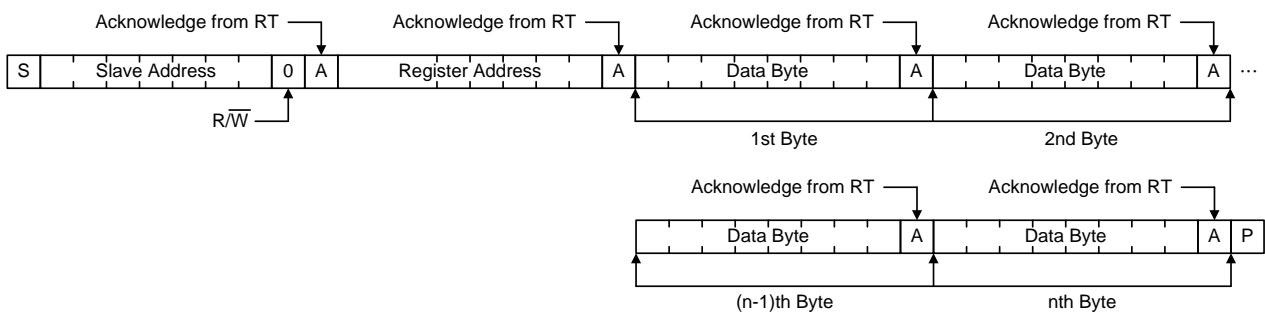 Acknowledge from RT Acknowledge from RT Acknowledge from RT Acknowledge from RT
S Slave Address 0 A Register Address A Data Byte A Data Byte A ...
R/W̅
1st Byte 2nd Byte
Acknowledge from RT Acknowledge from RT
Data Byte A Data Byte A P
(n-1)th Byte nth Byte